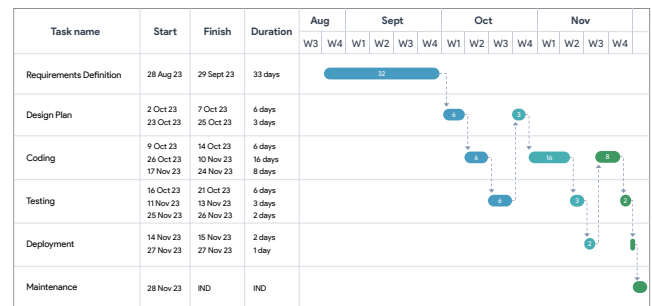 Task name Start Finish Duration Aug Sept Oct Nov
W3 W4 W1 W2 W3 W4 W1 W2 W3 W4 W1 W2 W3 W4
Requirements Definition 28 Aug 23 29 Sept 23 33 days 32
Design Plan 2 Oct 23 7 Oct 23 6 days 6 3
23 Oct 23 25 Oct 23 3 days
Coding 9 Oct 23 14 Oct 23 6 days 6 16 8
26 Oct 23 10 Nov 23 16 days
17 Nov 23 24 Nov 23 8 days
Testing 16 Oct 23 21 Oct 23 6 days 6 3 2
11 Nov 23 13 Nov 23 3 days
25 Nov 23 26 Nov 23 2 days
Deployment 14 Nov 23 15 Nov 23 2 days 2
27 Nov 23 27 Nov 23 1 day
Maintenance 28 Nov 23 IND IND